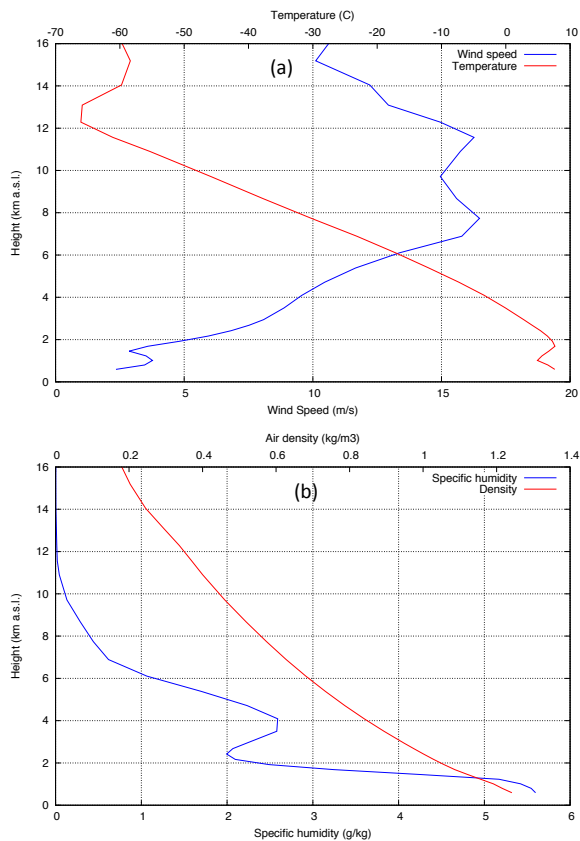 Temperature (C)
-70 -60 -50 -40 -30 -20 -10 0 10
16
14
12
10
8
6
4
2
0
Height (km a.s.l.)
(a)
Wind speed
Temperature
0 5 10 15 20
Wind Speed (m/s)
Air density (kg/m3)
0 0.2 0.4 0.6 0.8 1 1.2 1.4
16
14
12
10
8
6
4
2
0
Height (km a.s.l.)
(b)
Specific humidity
Density
0 1 2 3 4 5 6
Specific humidity (g/kg)